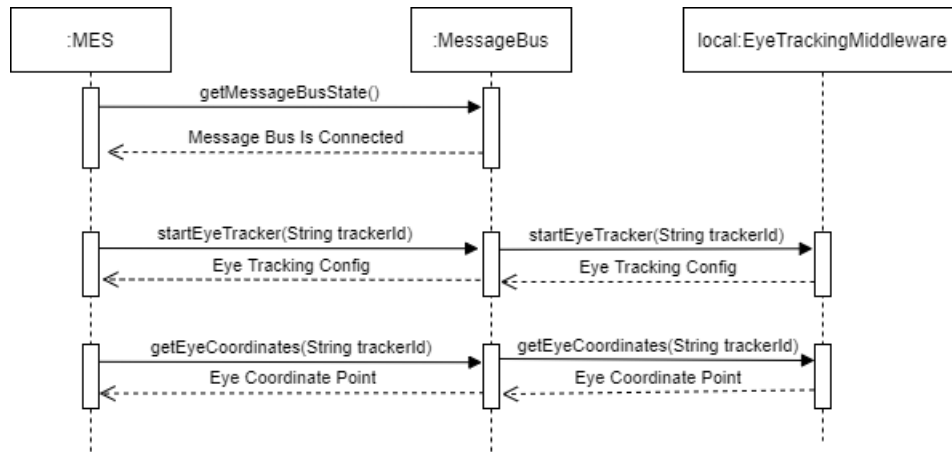 :MES
:MessageBus
local:EyeTrackingMiddleware
getMessageBusState()
Message Bus Is Connected
startEyeTracker(String trackerId)
startEyeTracker(String trackerId)
Eye Tracking Config
Eye Tracking Config
getEyeCoordinates(String trackerId)
getEyeCoordinates(String trackerId)
Eye Coordinate Point
Eye Coordinate Point